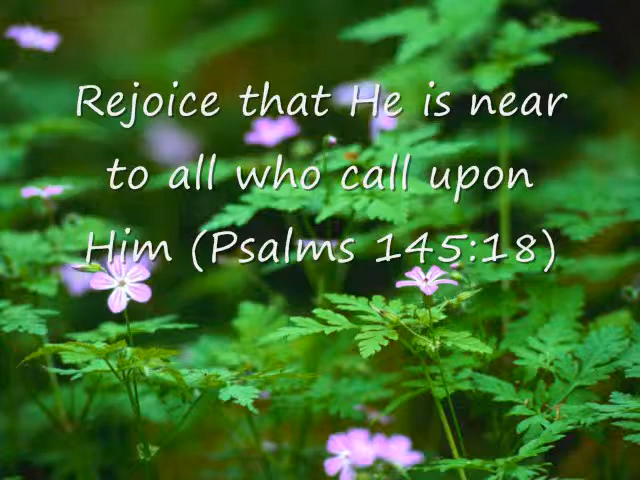 Rejoice that He is near
to all who call upon
Him (Psalms 145:18)